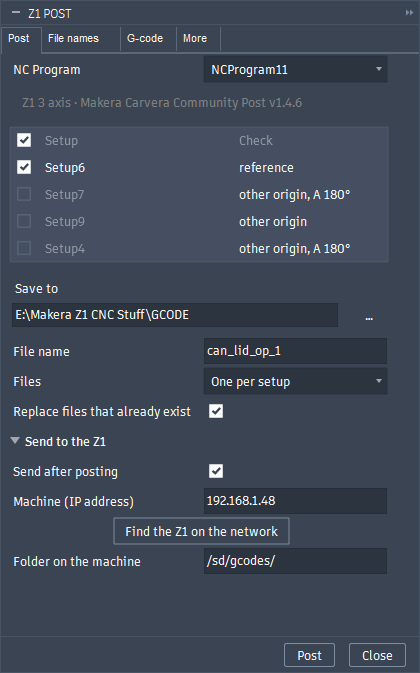 Z1 POST
Post File names G-code More
NC Program NCProgram11
Z1 3 axis · Makera Carvera Community Post v1.4.6
Setup Check
Setup6 reference
Setup7 other origin, A 180°
Setup9 other origin
Setup4 other origin, A 180°
Save to
E:\Makera Z1 CNC Stuff\GCODE ...
File name can_lid_op_1
Files One per setup
Replace files that already exist
Send to the Z1
Send after posting
Machine (IP address) 192.168.1.48
Find the Z1 on the network
Folder on the machine /sd/gcodes/
Post Close